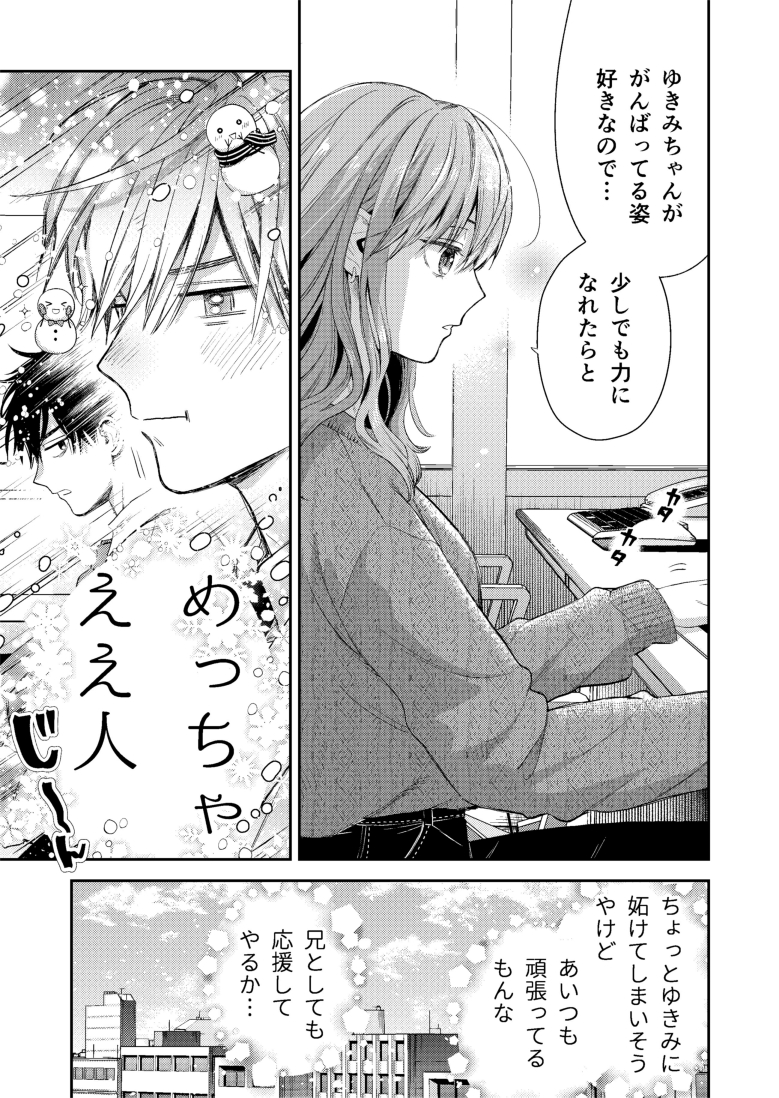 ゆきみちゃんが
がんばってる姿
好きなので…
少しでも力に
なれたらと
カタ
カタ
めっちゃ
ええ人
じ〜ん
ちょっとゆきみに
妬けてしまいそう
やけど
あいつも
頑張ってる
もんな
兄としても
応援して
やるか…